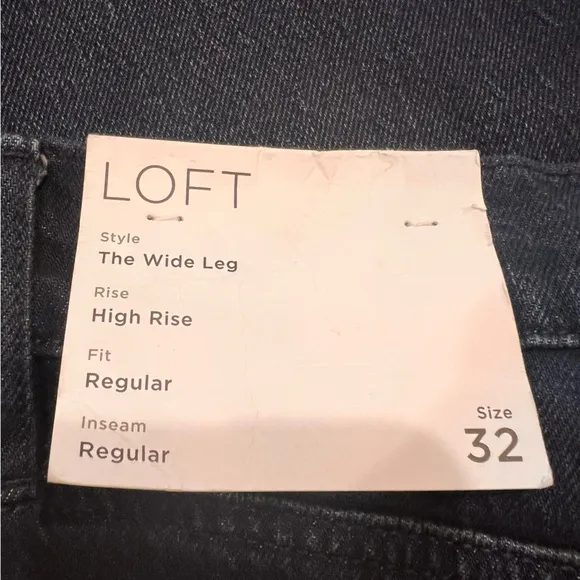 LOFT
Style
The Wide Leg
Rise
High Rise
Fit
Regular
Inseam
Regular
Size
32